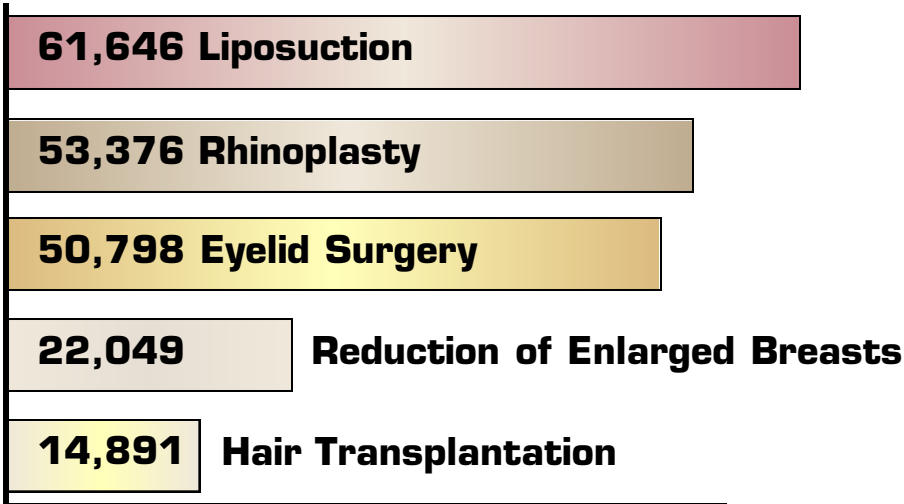 61,646 Liposuction
53,376 Rhinoplasty
50,798 Eyelid Surgery
22,049 Reduction of Enlarged Breasts
14,891 Hair Transplantation